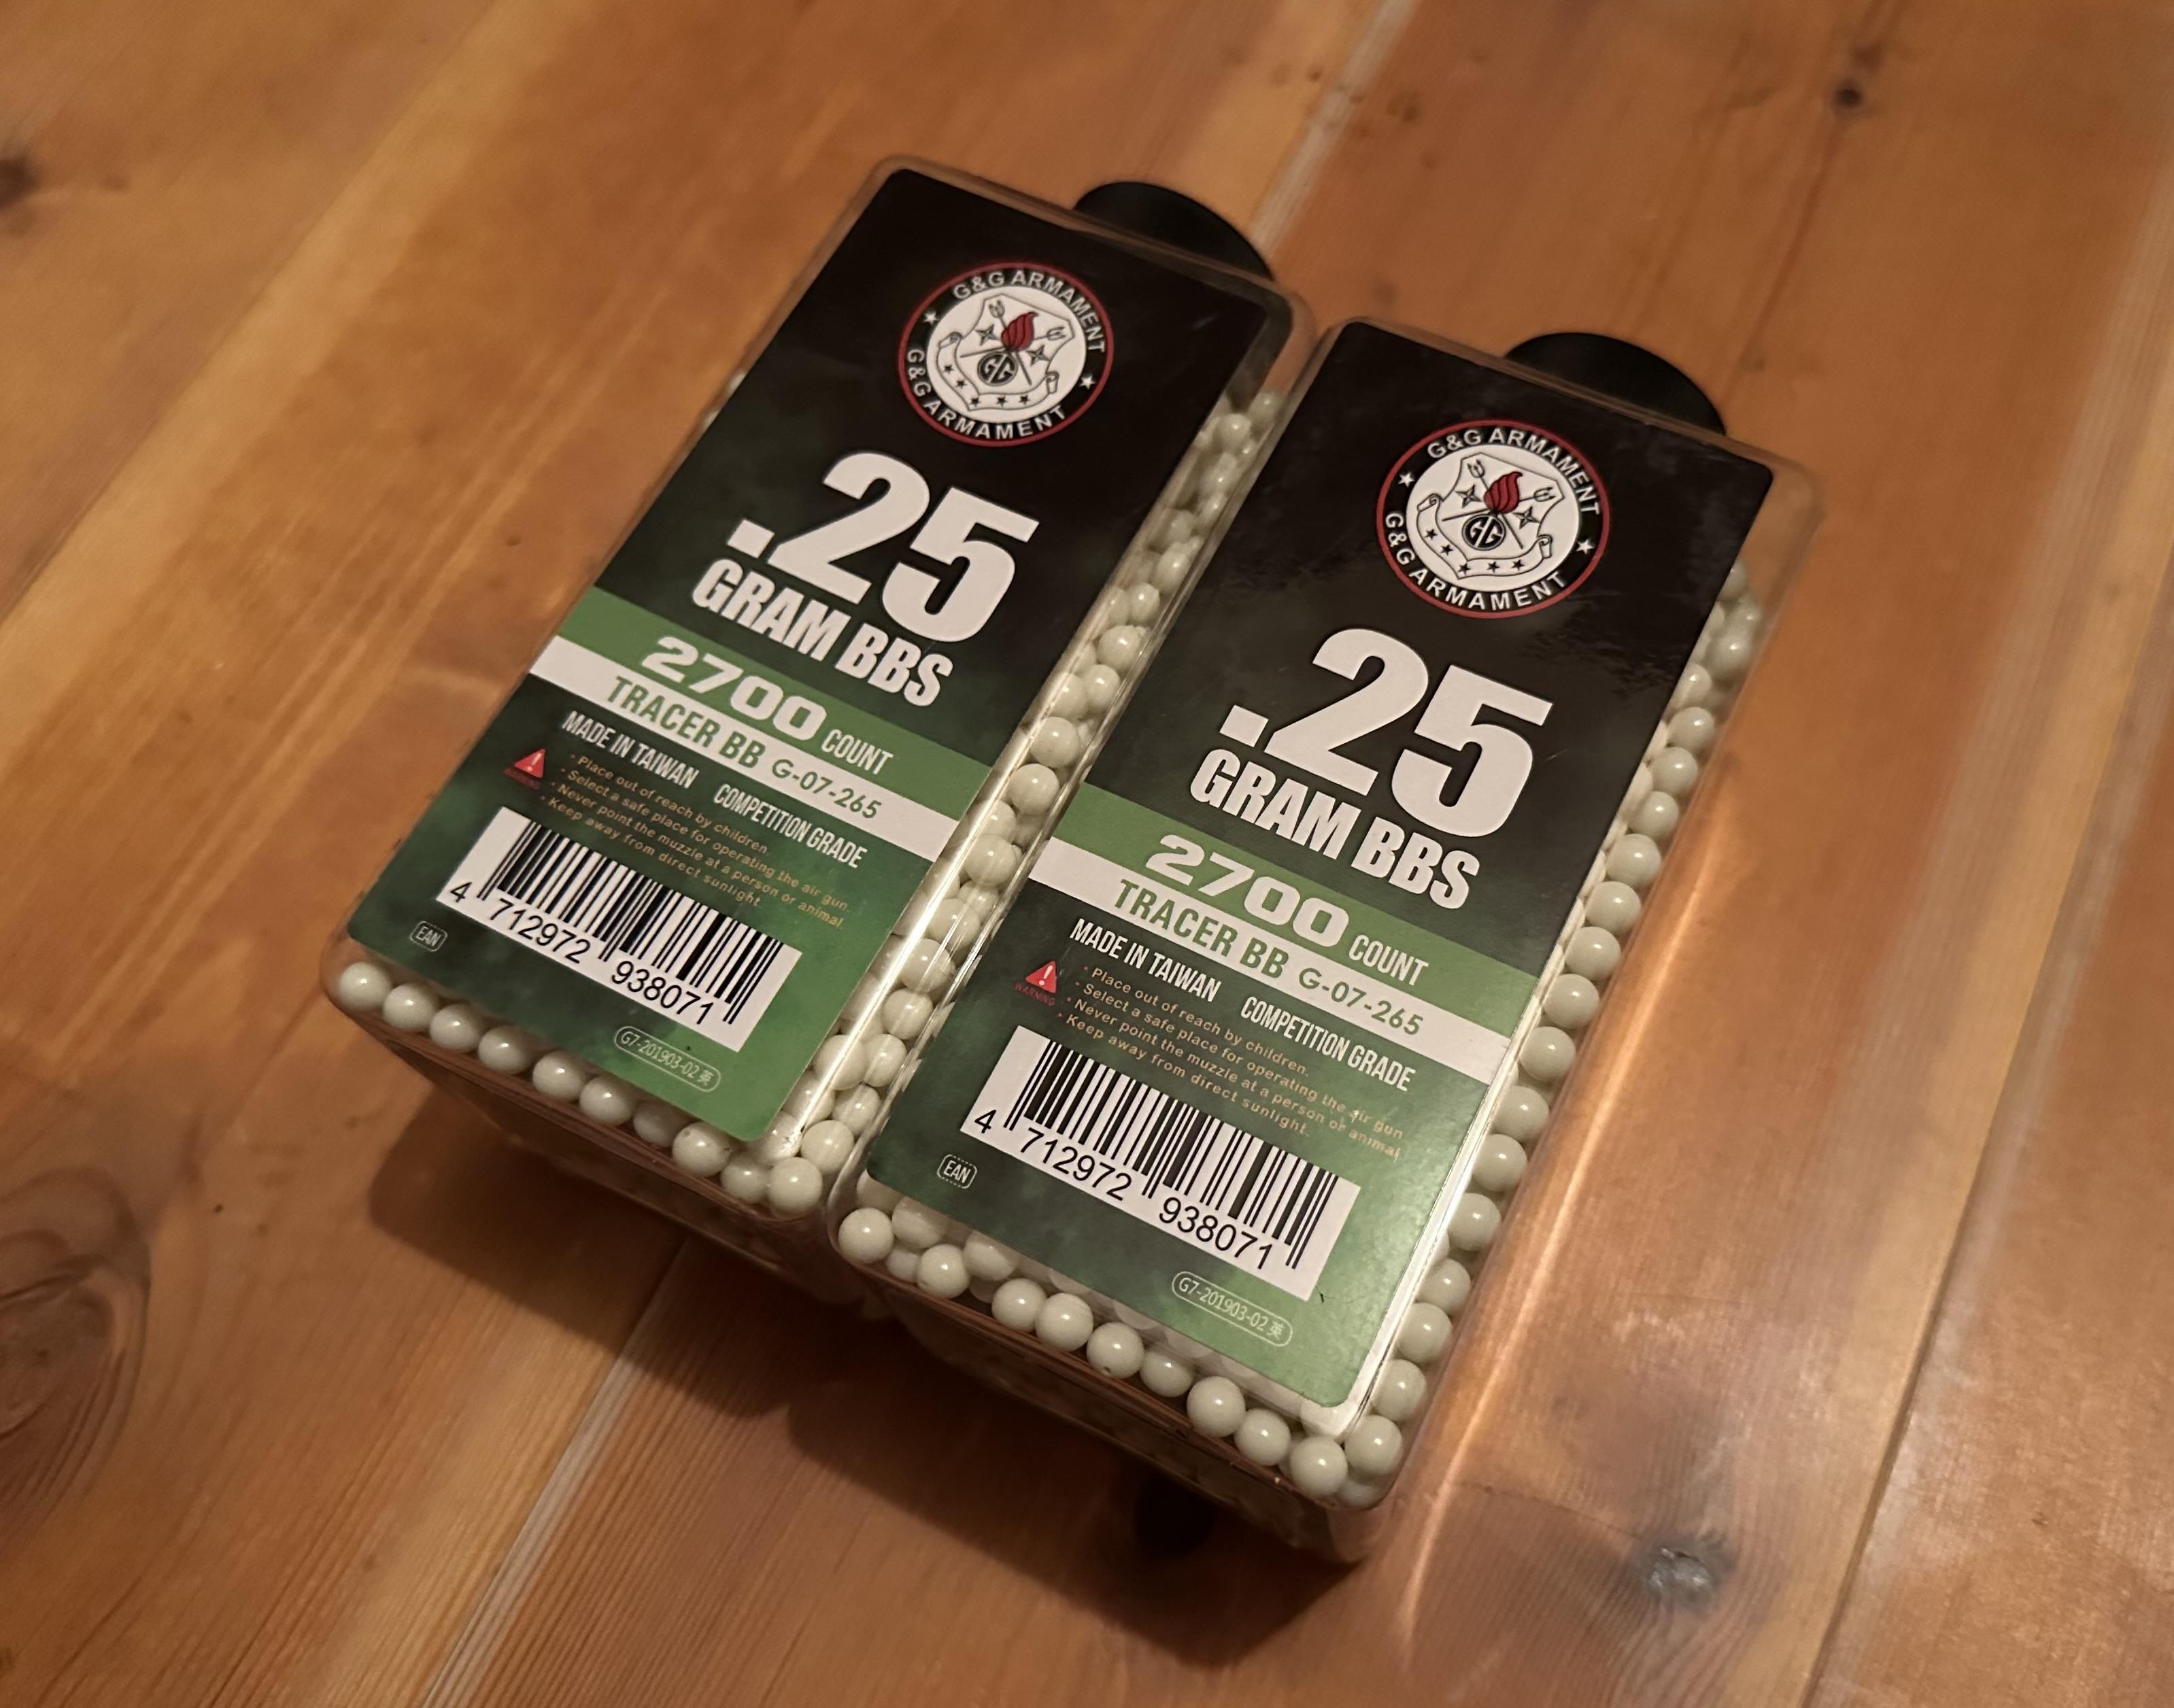 G&G ARMAMENT
GG
G&G ARMAMENT
.25
GRAM BBS
2700 COUNT
TRACER BB G-07-265
MADE IN TAIWAN COMPETITION GRADE
WARNING
· Place out of reach by children.
· Select a safe place for operating the air gun.
· Never point the muzzle at a person or animal.
· Keep away from direct sunlight.
4 712972 938071
EAN
G7-201903-02 英
G&G ARMAMENT
GG
G&G ARMAMENT
.25
GRAM BBS
2700 COUNT
TRACER BB G-07-265
MADE IN TAIWAN COMPETITION GRADE
WARNING
· Place out of reach by children.
· Select a safe place for operating the air gun
· Never point the muzzle at a person or animal.
· Keep away from direct sunlight.
4 712972 938071
EAN
G7-201903-02 英